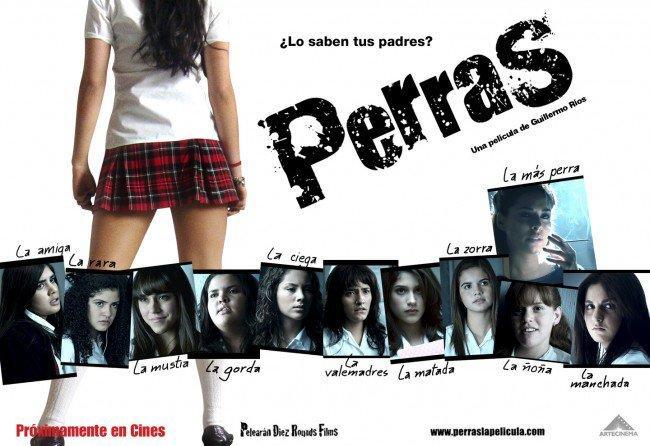 ¿Lo saben tus padres?
Perras
Una película de Guillermo Ríos
La más perra
La amiga
La rara
La ciega
La zorra
La mustia
La gorda
La valemadres
La matada
La ñoña
La manchada
Próximamente en Cines
Pelearán Diez Rounds Films
www.perraslapelicula.com
ARTECINEMA